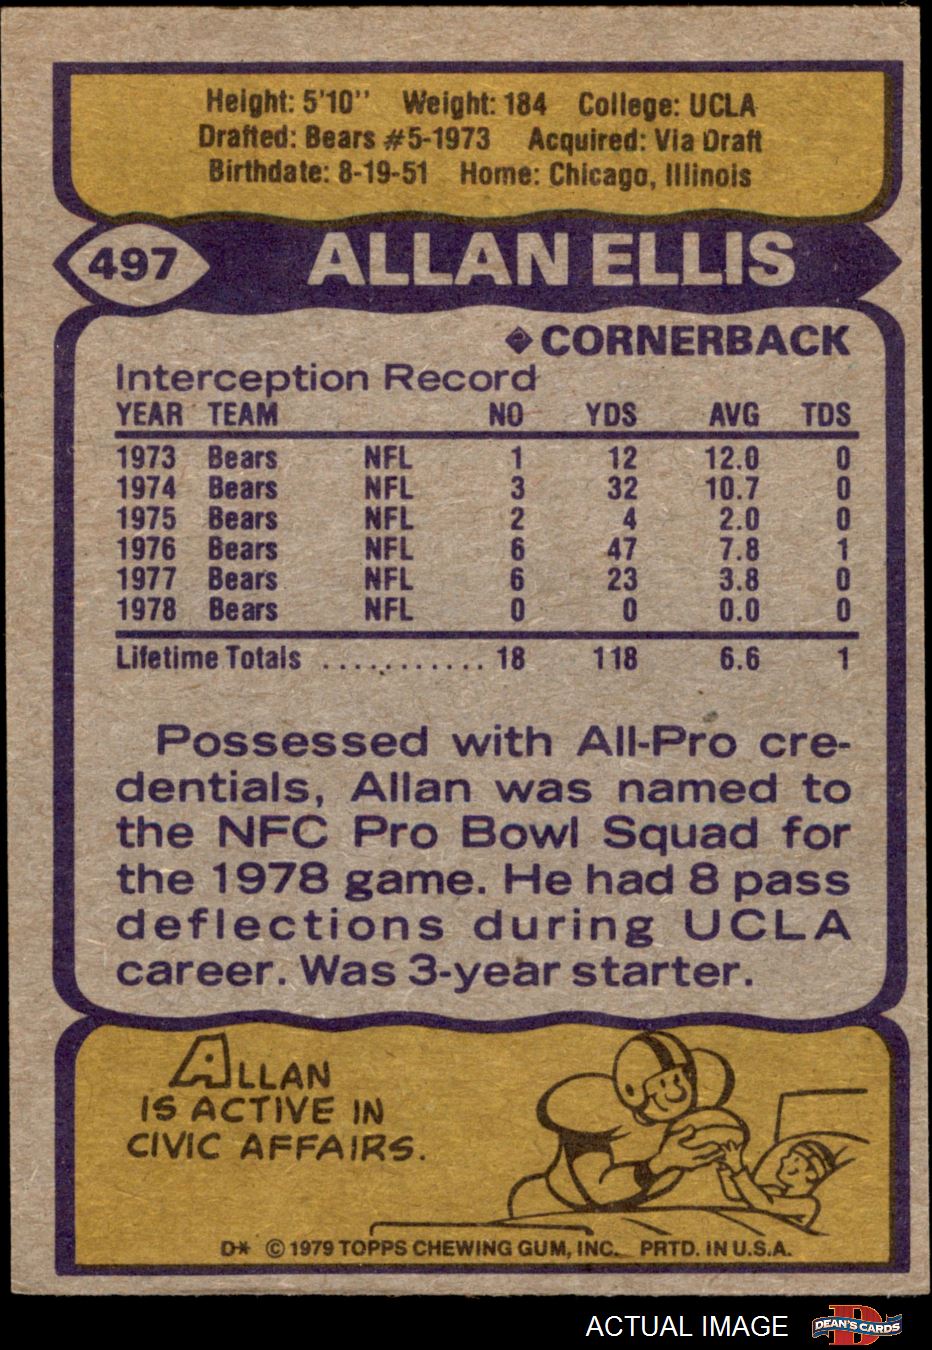 Height: 5'10" Weight: 184 College: UCLA
Drafted: Bears #5-1973 Acquired: Via Draft
Birthdate: 8-19-51 Home: Chicago, Illinois
497 ALLAN ELLIS
CORNERBACK
Interception Record
YEAR TEAM NO YDS AVG TDS
1973 Bears NFL 1 12 12.0 0
1974 Bears NFL 3 32 10.7 0
1975 Bears NFL 2 4 2.0 0
1976 Bears NFL 6 47 7.8 1
1977 Bears NFL 6 23 3.8 0
1978 Bears NFL 0 0 0.0 0
Lifetime Totals ........... 18 118 6.6 1
Possessed with All-Pro cre-
dentials, Allan was named to
the NFC Pro Bowl Squad for
the 1978 game. He had 8 pass
deflections during UCLA
career. Was 3-year starter.
ALLAN
IS ACTIVE IN
CIVIC AFFAIRS.
D* © 1979 TOPPS CHEWING GUM, INC. PRTD. IN U.S.A.
ACTUAL IMAGE DEAN'S CARDS